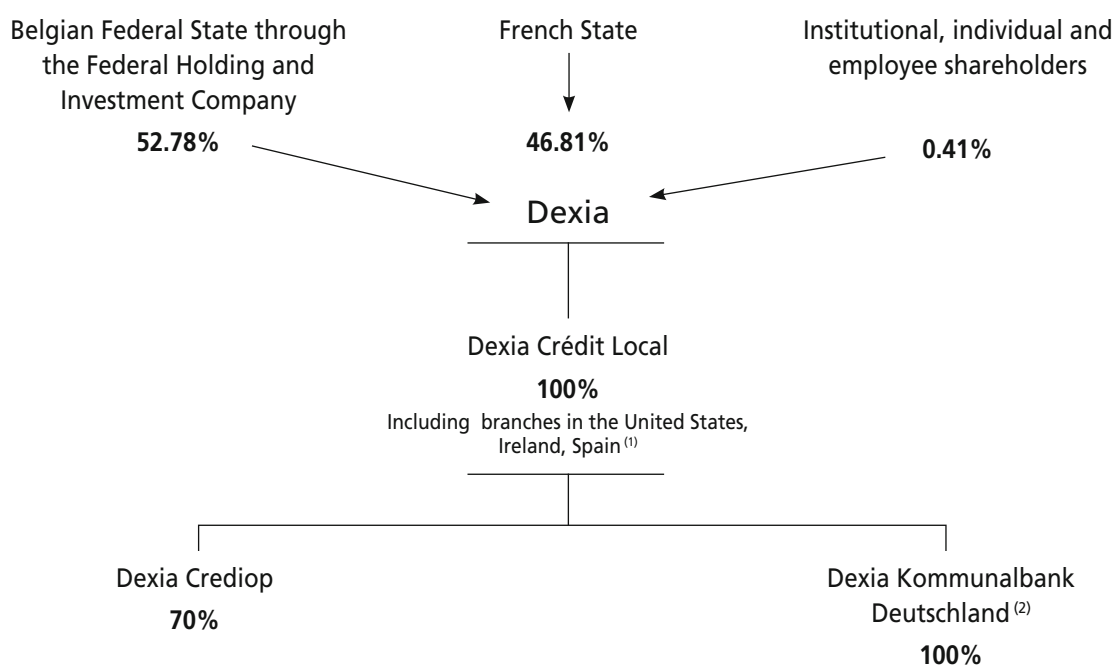 Belgian Federal State through
the Federal Holding and
Investment Company
52.78%
French State
46.81%
Institutional, individual and
employee shareholders
0.41%
Dexia
Dexia Crédit Local
100%
Including branches in the United States,
Ireland, Spain (1)
Dexia Crediop
70%
Dexia Kommunalbank
Deutschland (2)
100%